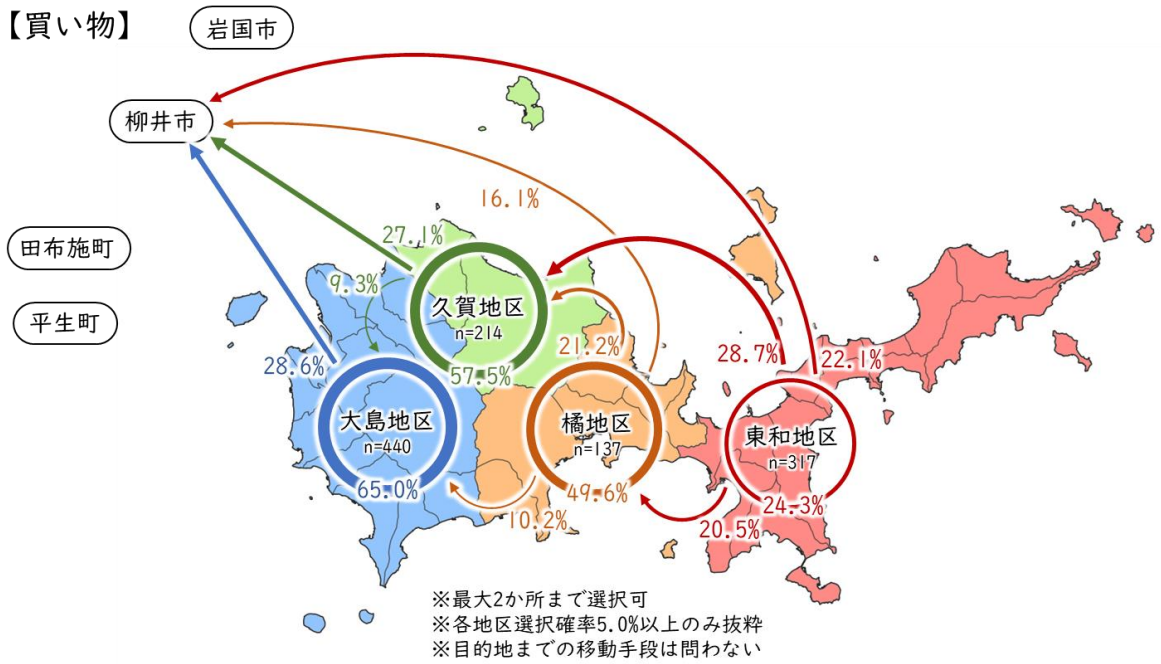 【買い物】
岩国市
柳井市
16.1%
田布施町
27.1%
9.3%
久賀地区
n=214
平生町
21.2%
28.7%
22.1%
28.6%
57.5%
大島地区
n=440
橘地区
n=137
東和地区
n=317
65.0%
49.6%
24.3%
10.2%
20.5%
※最大2か所まで選択可
※各地区選択確率5.0%以上のみ抜粋
※目的地までの移動手段は問わない